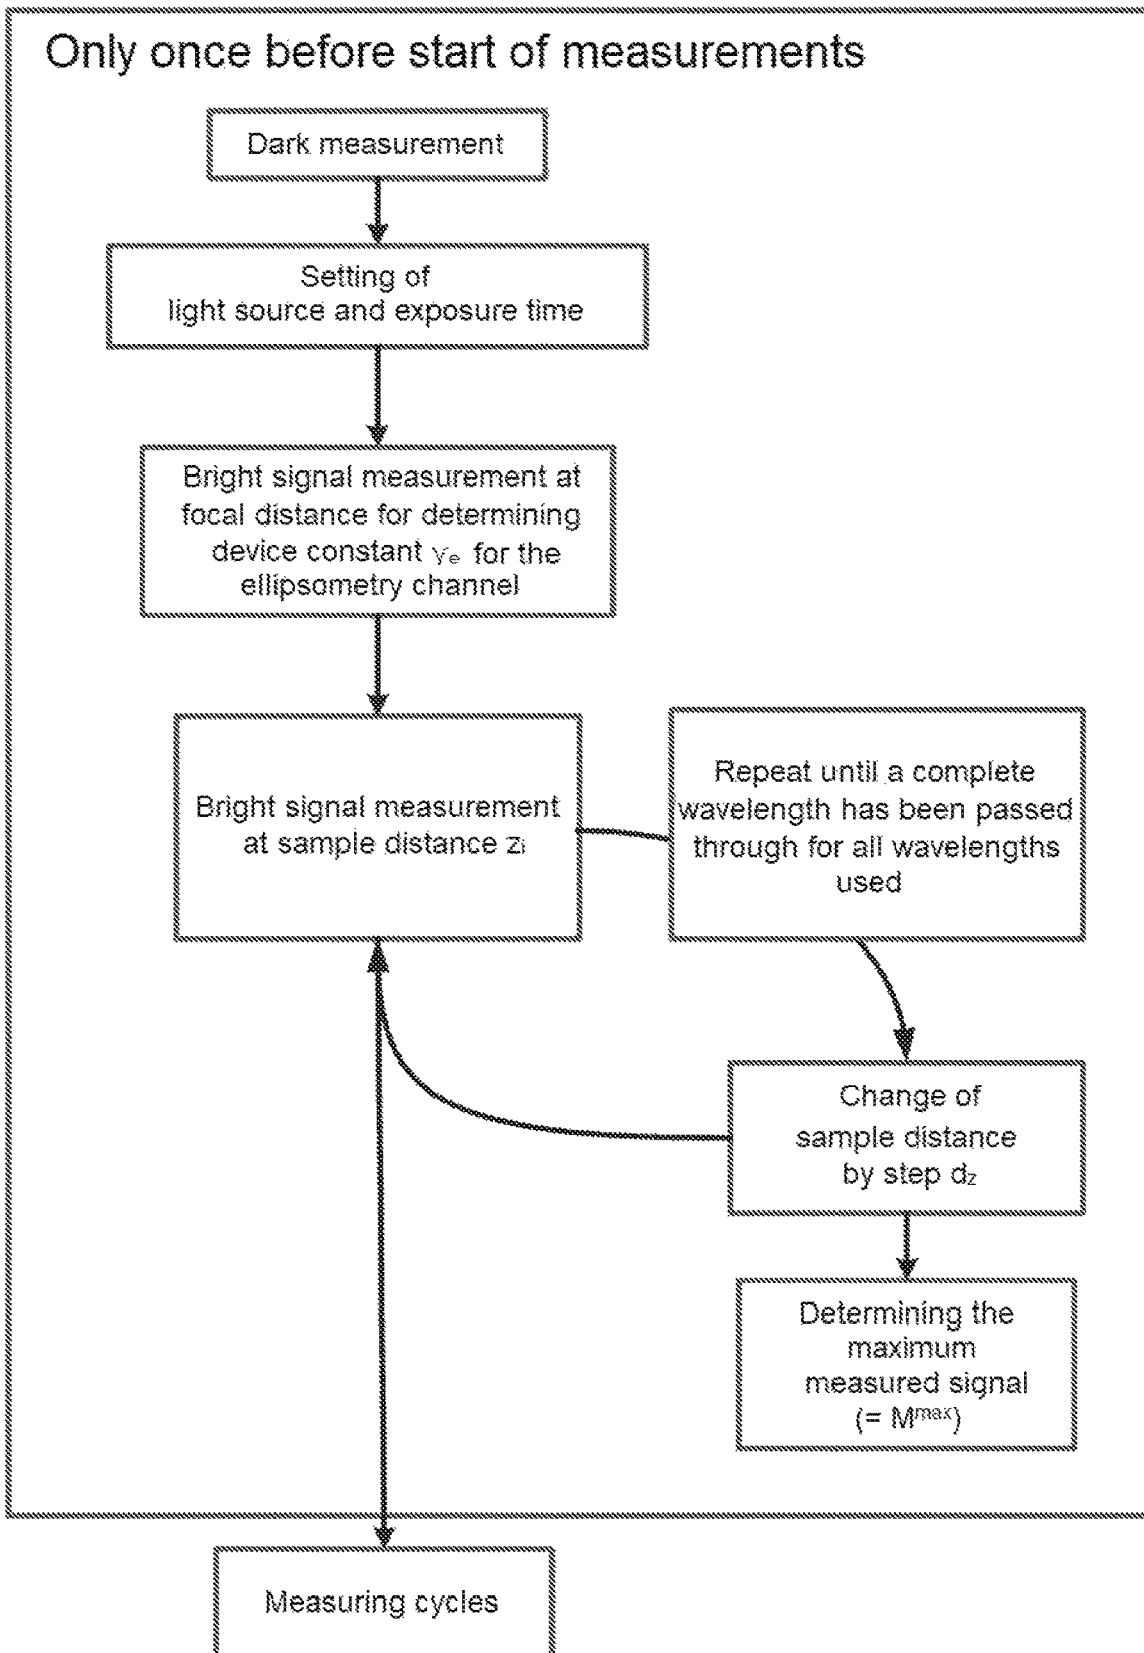 Only once before start of measurements
Dark measurement
Setting of
light source and exposure time
Bright signal measurement at
focal distance for determining
device constant γₑ for the
ellipsometry channel
Bright signal measurement
at sample distance zᵢ
Repeat until a complete
wavelength has been passed
through for all wavelengths
used
Change of
sample distance
by step d_z
Determining the
maximum
measured signal
(= Mᵐᵃˣ)
Measuring cycles